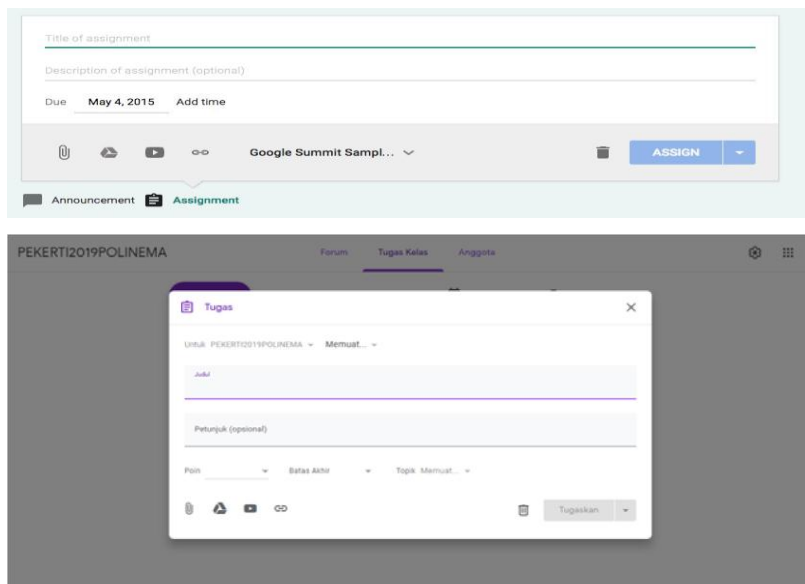 Title of assignment
Description of assignment (optional)
Due May 4, 2015 Add time
Google Summit Sampl... ASSIGN
Announcement Assignment
PEKERTI2019POLINEMA Forum Tugas Kelas Anggota
Tugas
Untuk PEKERTI2019POLINEMA Memuat...
Judul
Petunjuk (opsional)
Poin Batas Akhir Topik Memuat...
Tugaskan